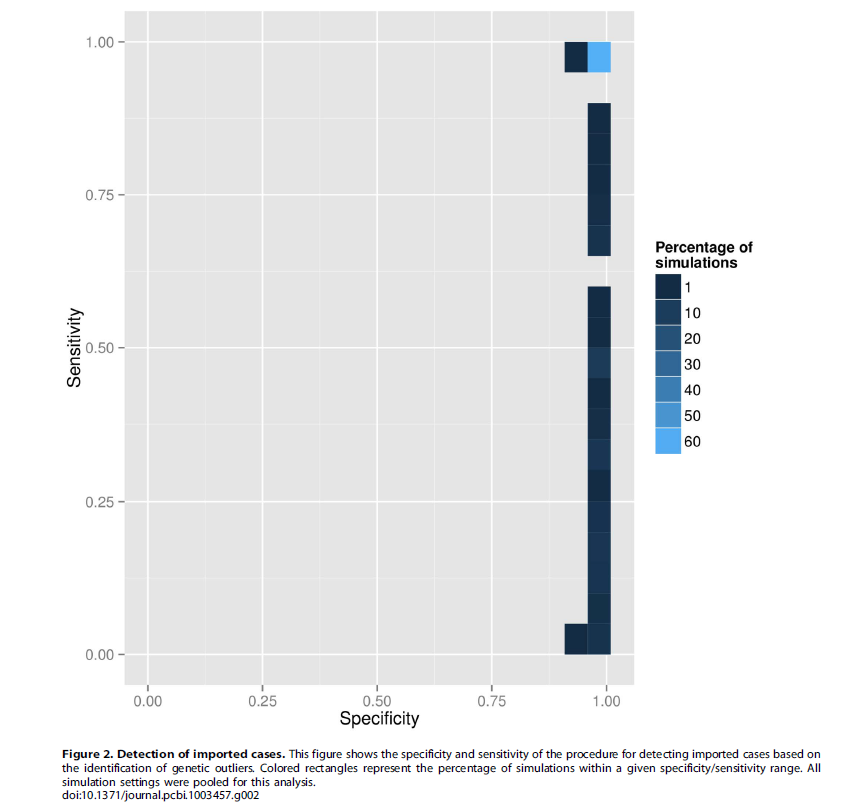 1.00
0.75
0.50
0.25
0.00
Sensitivity
0.00 0.25 0.50 0.75 1.00
Specificity
Percentage of
simulations
1
10
20
30
40
50
60
Figure 2. Detection of imported cases. This figure shows the specificity and sensitivity of the procedure for detecting imported cases based on
the identification of genetic outliers. Colored rectangles represent the percentage of simulations within a given specificity/sensitivity range. All
simulation settings were pooled for this analysis.
doi:10.1371/journal.pcbi.1003457.g002